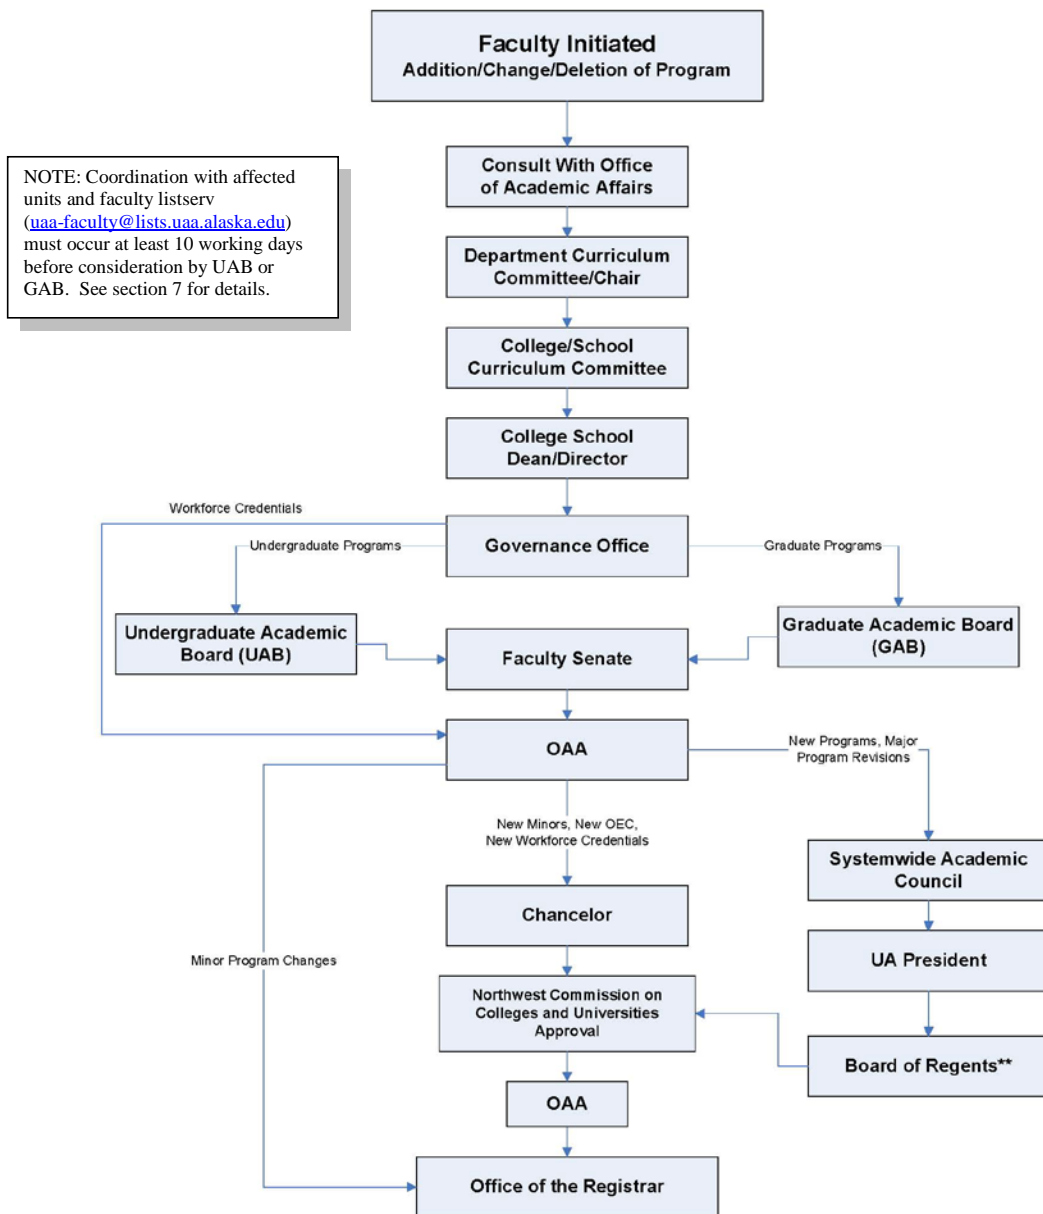 Faculty Initiated
Addition/Change/Deletion of Program
NOTE: Coordination with affected
units and faculty listserv
(uaa-faculty@lists.uaa.alaska.edu)
must occur at least 10 working days
before consideration by UAB or
GAB. See section 7 for details.
Consult With Office
of Academic Affairs
Department Curriculum
Committee/Chair
College/School
Curriculum Committee
College School
Dean/Director
Workforce Credentials
Undergraduate Programs
Governance Office
Graduate Programs
Undergraduate Academic
Board (UAB)
Faculty Senate
Graduate Academic Board
(GAB)
OAA
New Programs, Major
Program Revisions
New Minors, New OEC,
New Workforce Credentials
Systemwide Academic
Council
Chancelor
Minor Program Changes
UA President
Northwest Commission on
Colleges and Universities
Approval
Board of Regents**
OAA
Office of the Registrar